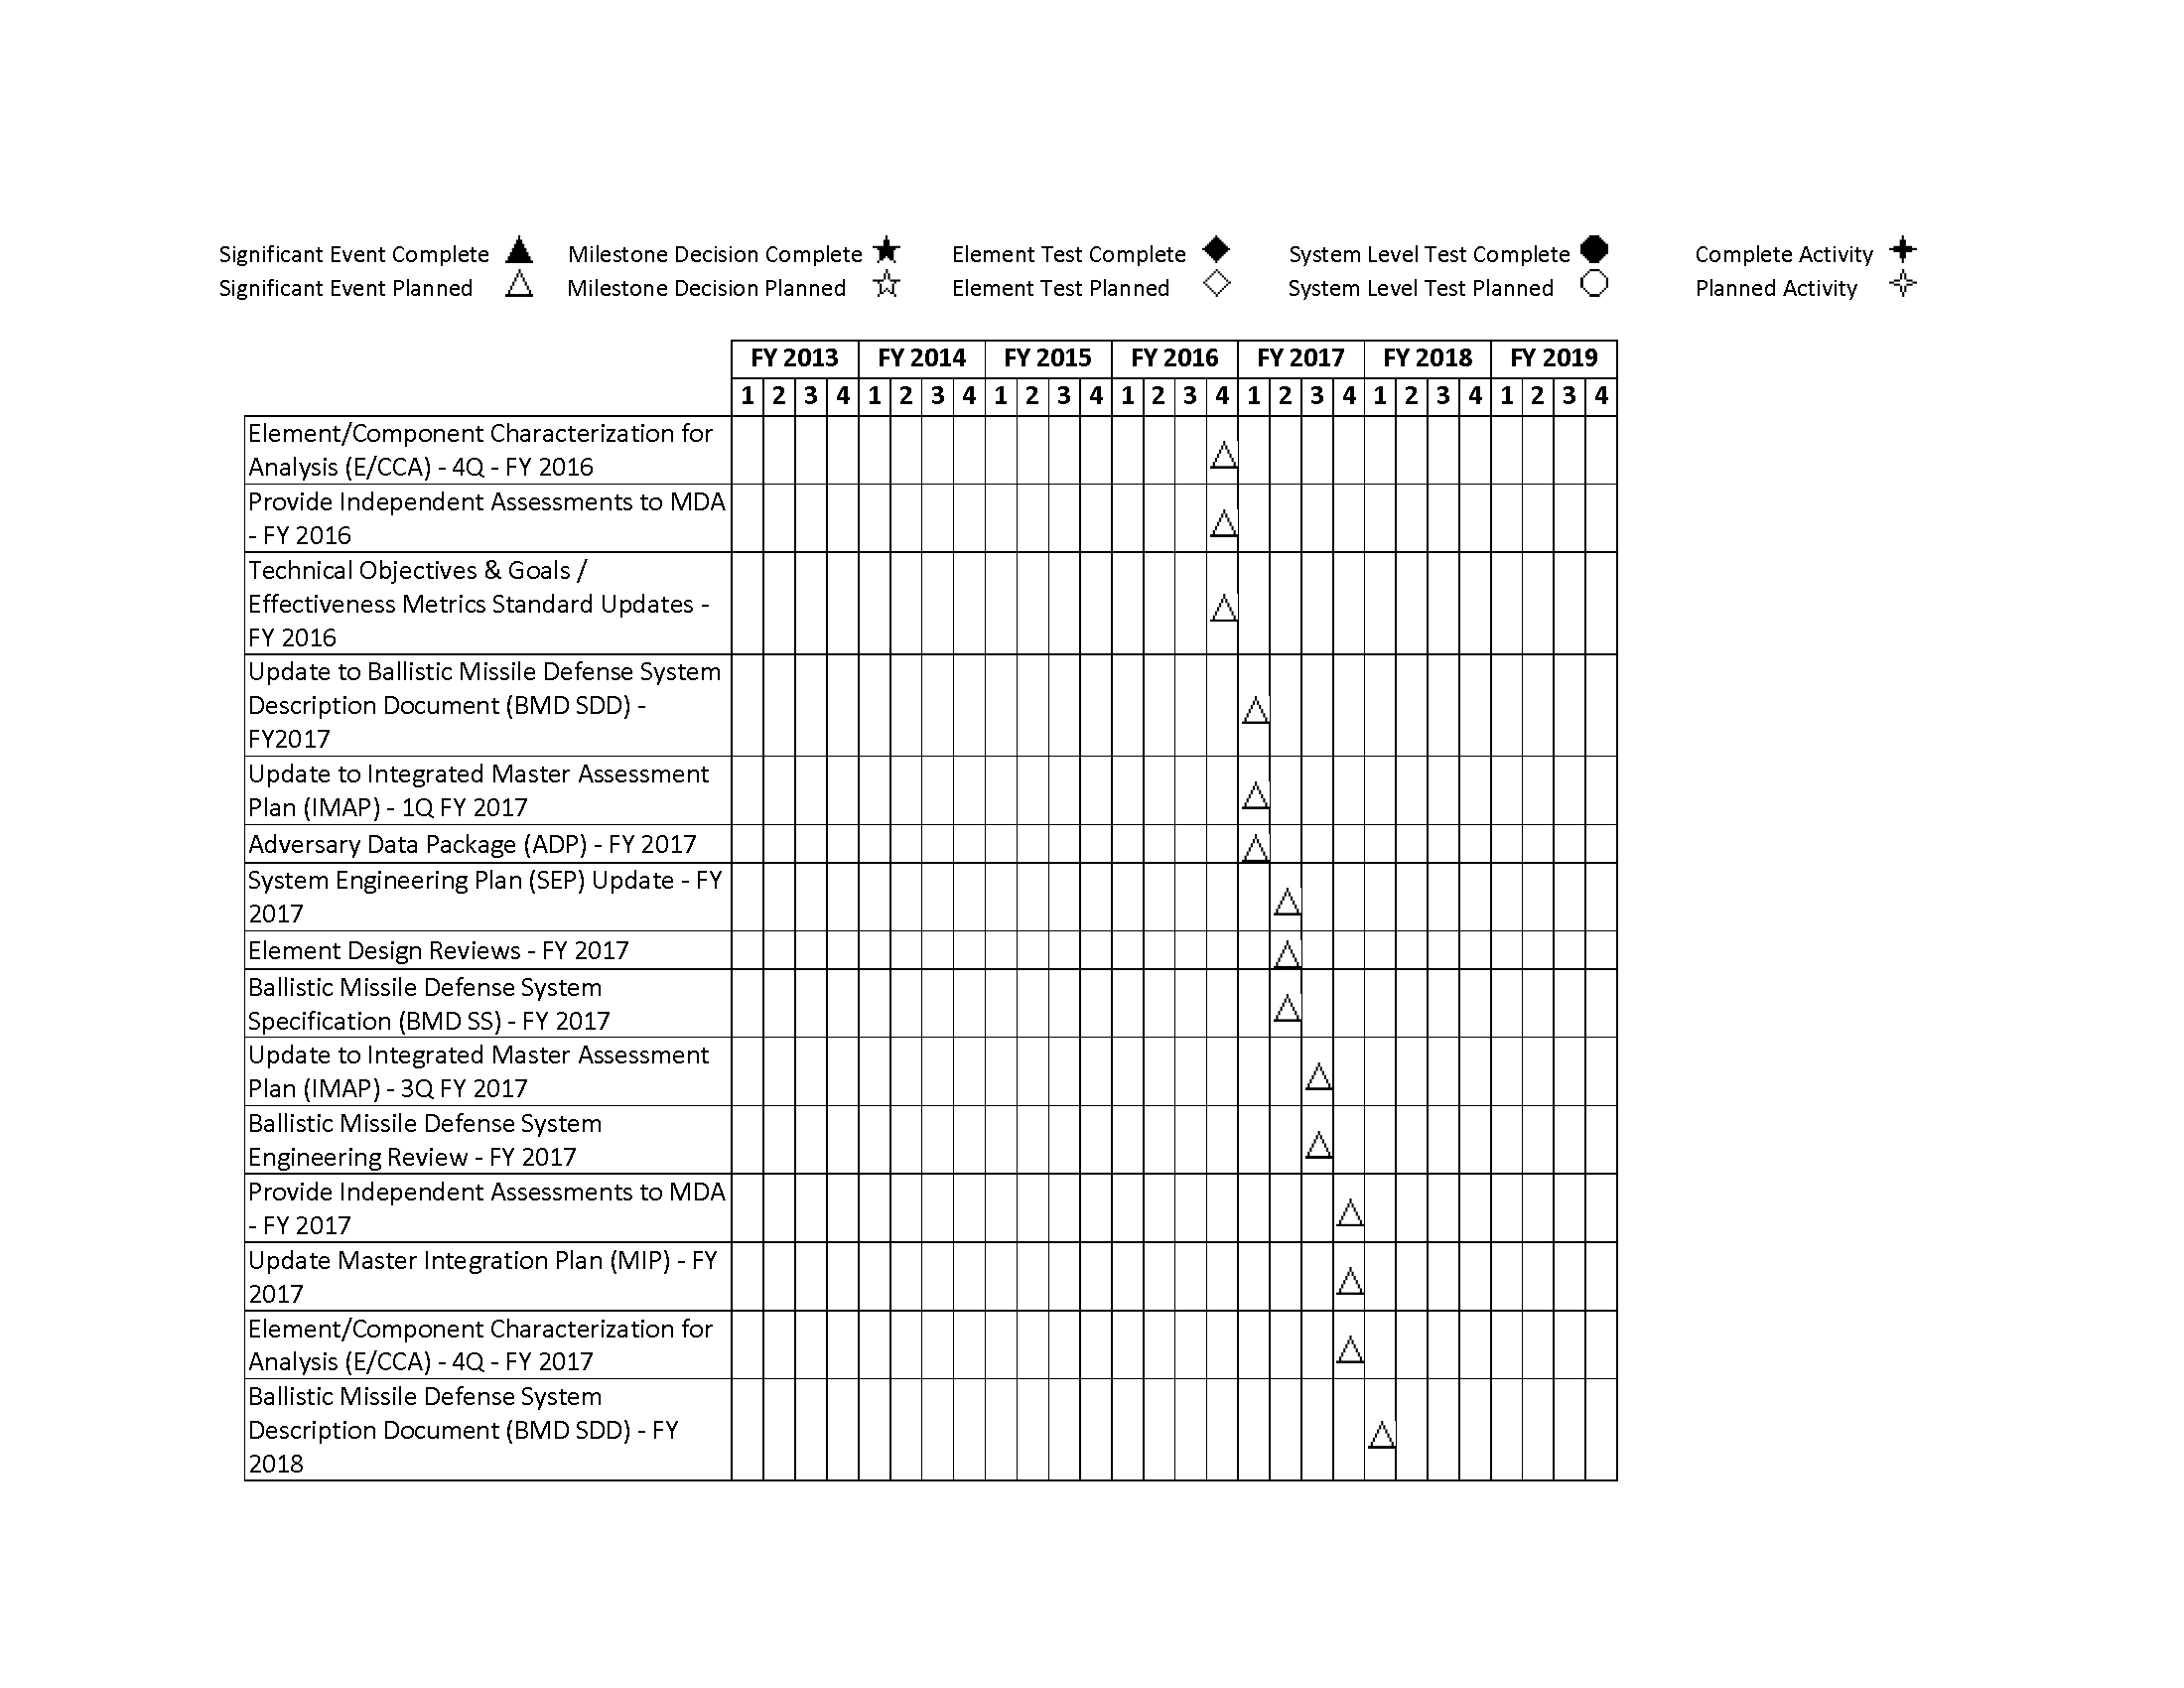 Significant Event Complete Milestone Decision Complete Element Test Complete System Level Test Complete Complete Activity
Significant Event Planned Milestone Decision Planned Element Test Planned System Level Test Planned Planned Activity
FY 2013 FY 2014 FY 2015 FY 2016 FY 2017 FY 2018 FY 2019
1 2 3 4 1 2 3 4 1 2 3 4 1 2 3 4 1 2 3 4 1 2 3 4 1 2 3 4
Element/Component Characterization for
Analysis (E/CCA) - 4Q - FY 2016
Provide Independent Assessments to MDA
- FY 2016
Technical Objectives & Goals /
Effectiveness Metrics Standard Updates -
FY 2016
Update to Ballistic Missile Defense System
Description Document (BMD SDD) -
FY2017
Update to Integrated Master Assessment
Plan (IMAP) - 1Q FY 2017
Adversary Data Package (ADP) - FY 2017
System Engineering Plan (SEP) Update - FY
2017
Element Design Reviews - FY 2017
Ballistic Missile Defense System
Specification (BMD SS) - FY 2017
Update to Integrated Master Assessment
Plan (IMAP) - 3Q FY 2017
Ballistic Missile Defense System
Engineering Review - FY 2017
Provide Independent Assessments to MDA
- FY 2017
Update Master Integration Plan (MIP) - FY
2017
Element/Component Characterization for
Analysis (E/CCA) - 4Q - FY 2017
Ballistic Missile Defense System
Description Document (BMD SDD) - FY
2018